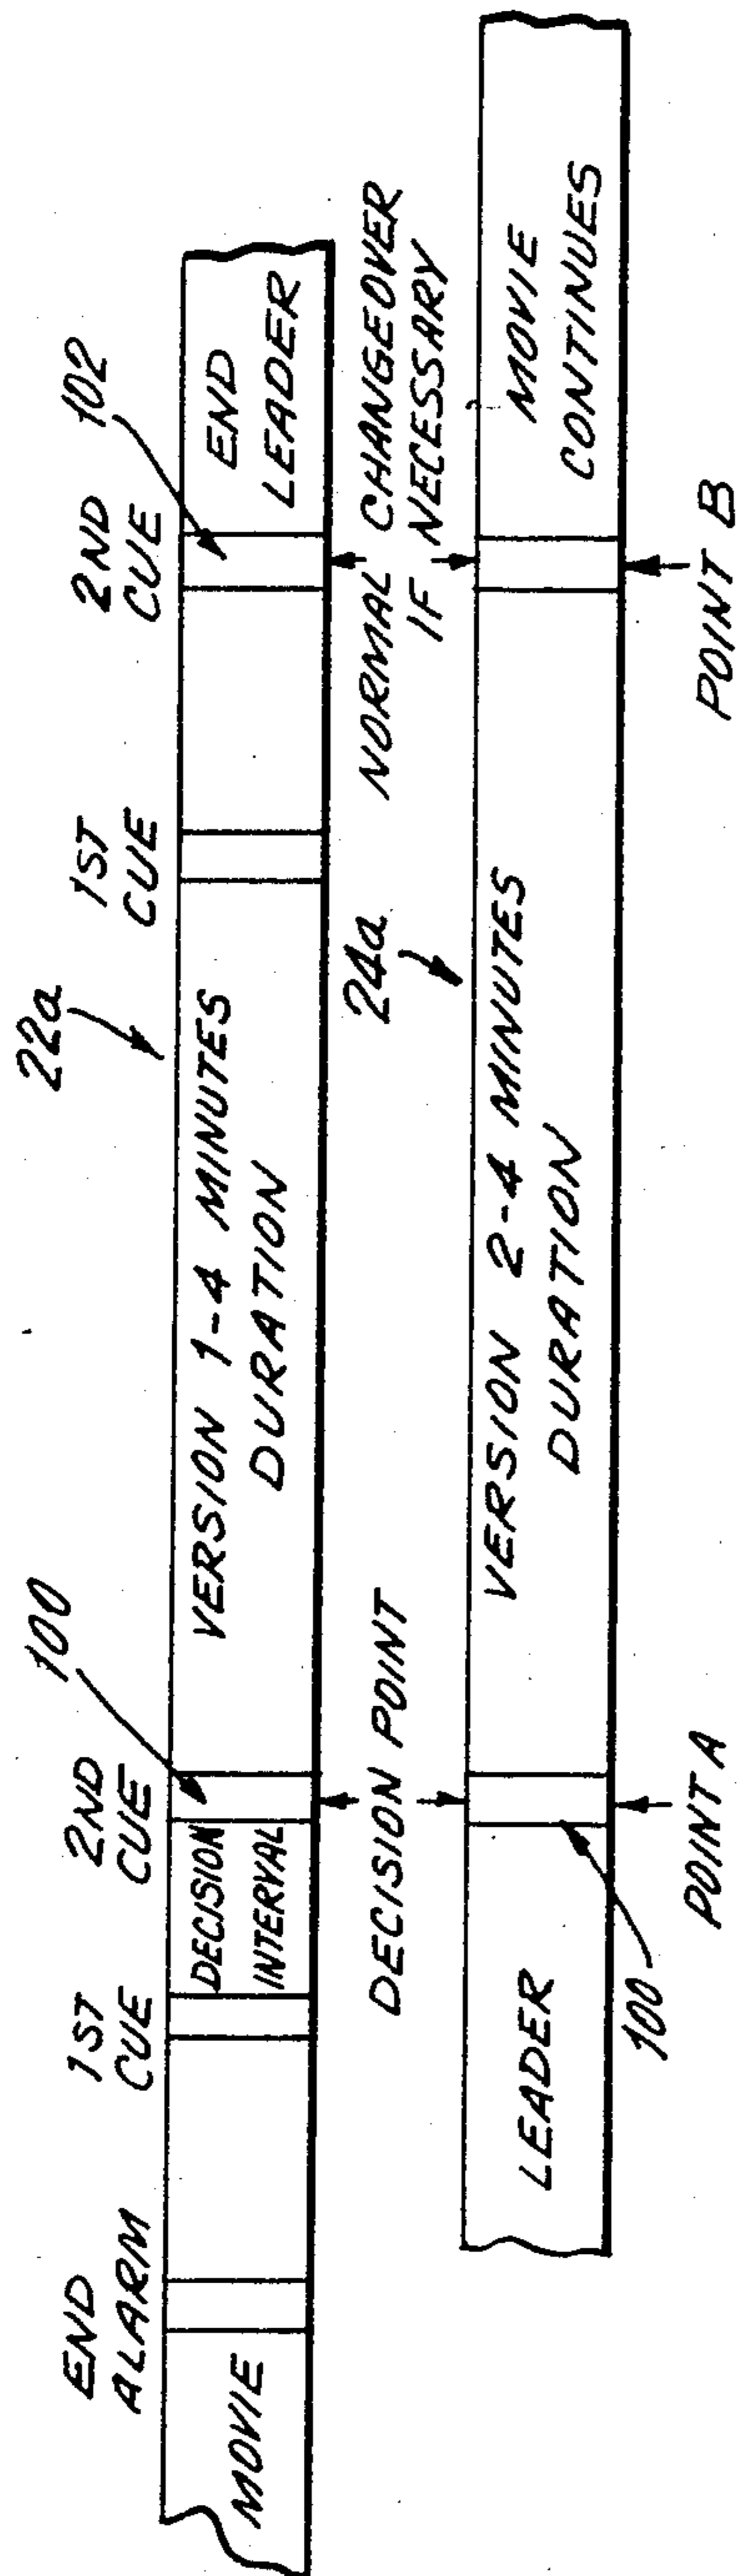 END
ALARM
1ST
CUE
2ND
CUE
100
22a
1ST
CUE
2ND
CUE
102
MOVIE
DECISION
INTERVAL
VERSION 1-4 MINUTES
DURATION
END
LEADER
DECISION POINT
24a
NORMAL CHANGEOVER
IF NECESSARY
LEADER
VERSION 2-4 MINUTES
DURATION
MOVIE
CONTINUES
100
POINT A
POINT B